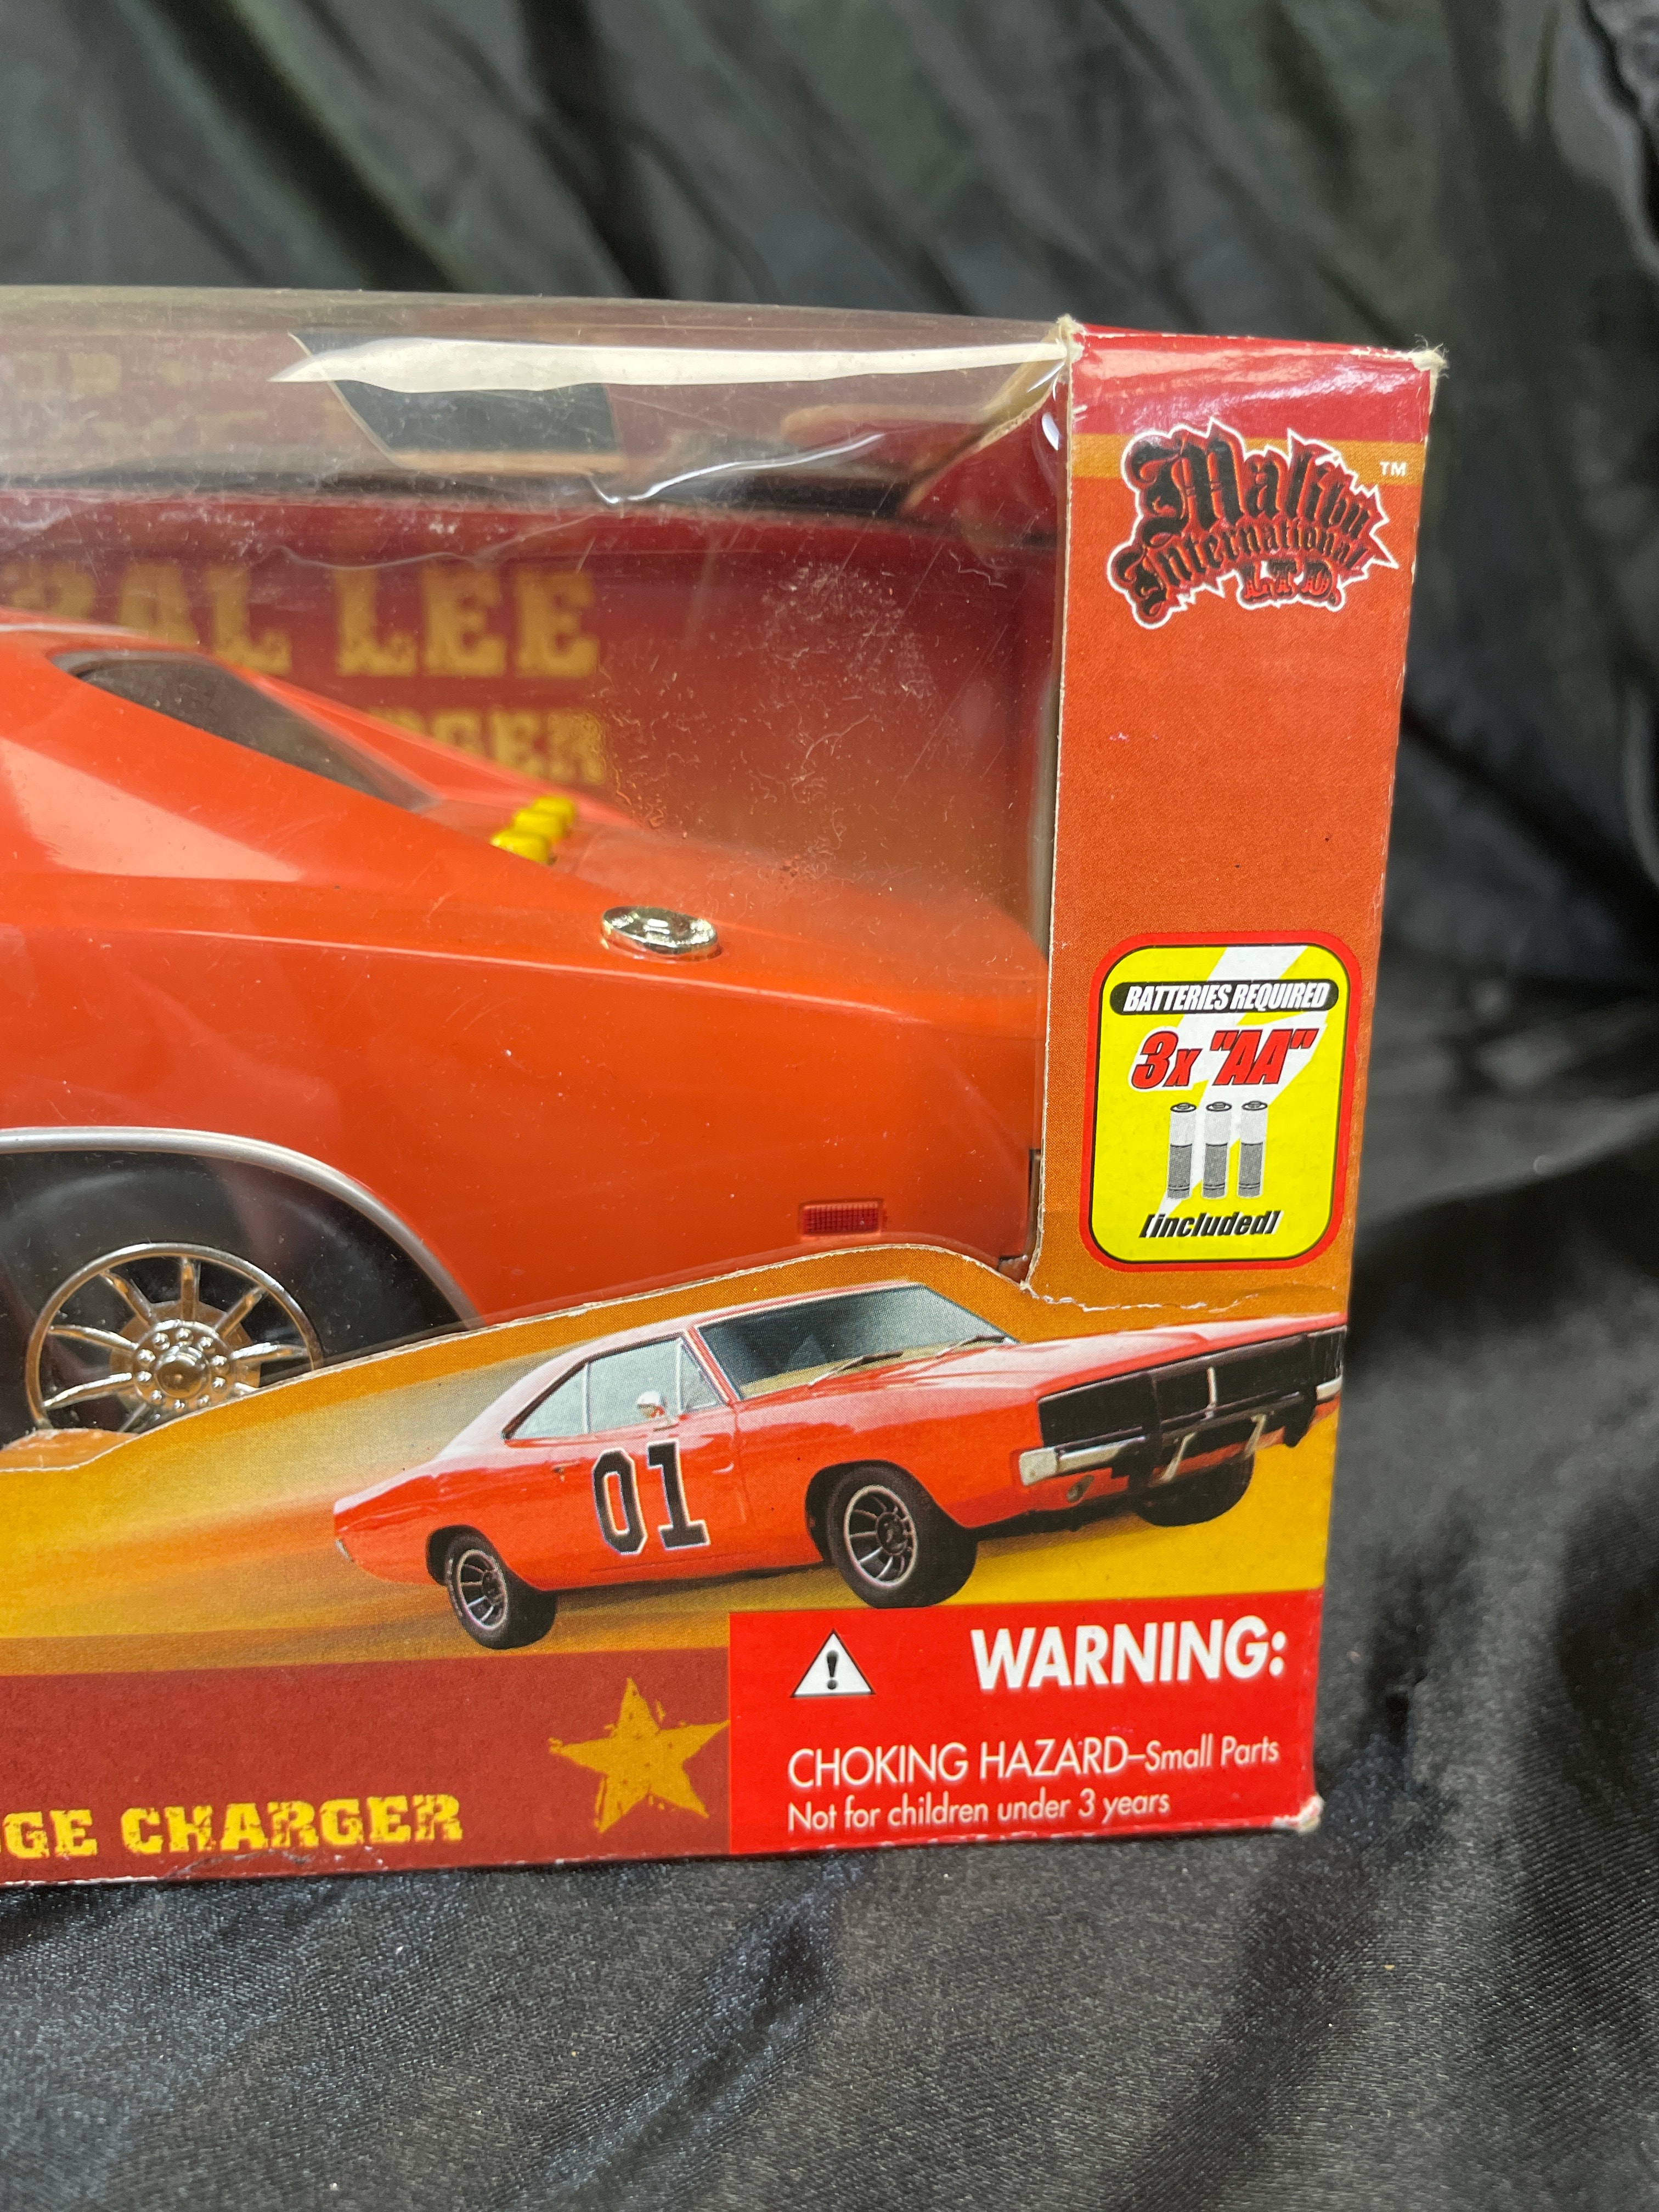 Malibu
International
LTD.
TM
RAL LEE
RGER
BATTERIES REQUIRED
3x "AA"
[included]
01
WARNING:
CHOKING HAZARD–Small Parts
Not for children under 3 years
GE CHARGER